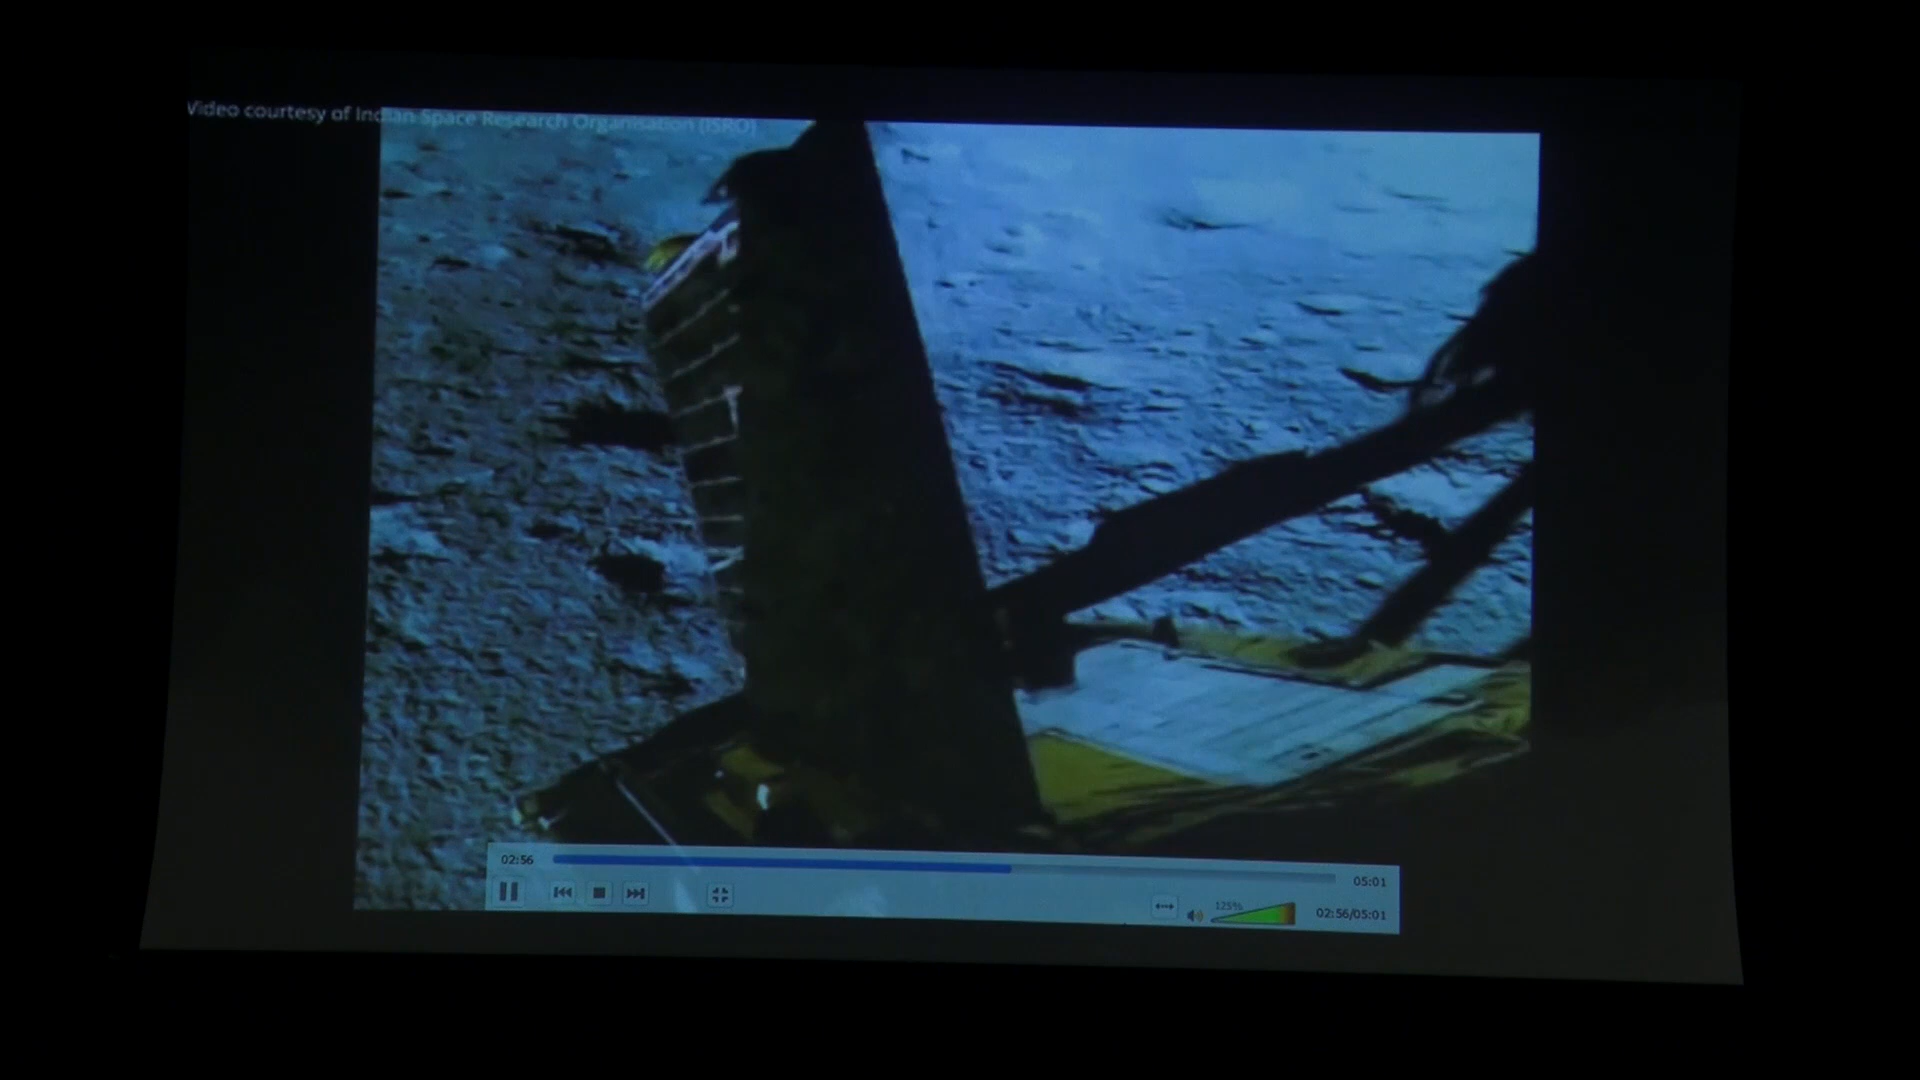 Video courtesy of Indian Space Research Organisation (ISRO)
02:56
05:01
125%
02:56/05:01